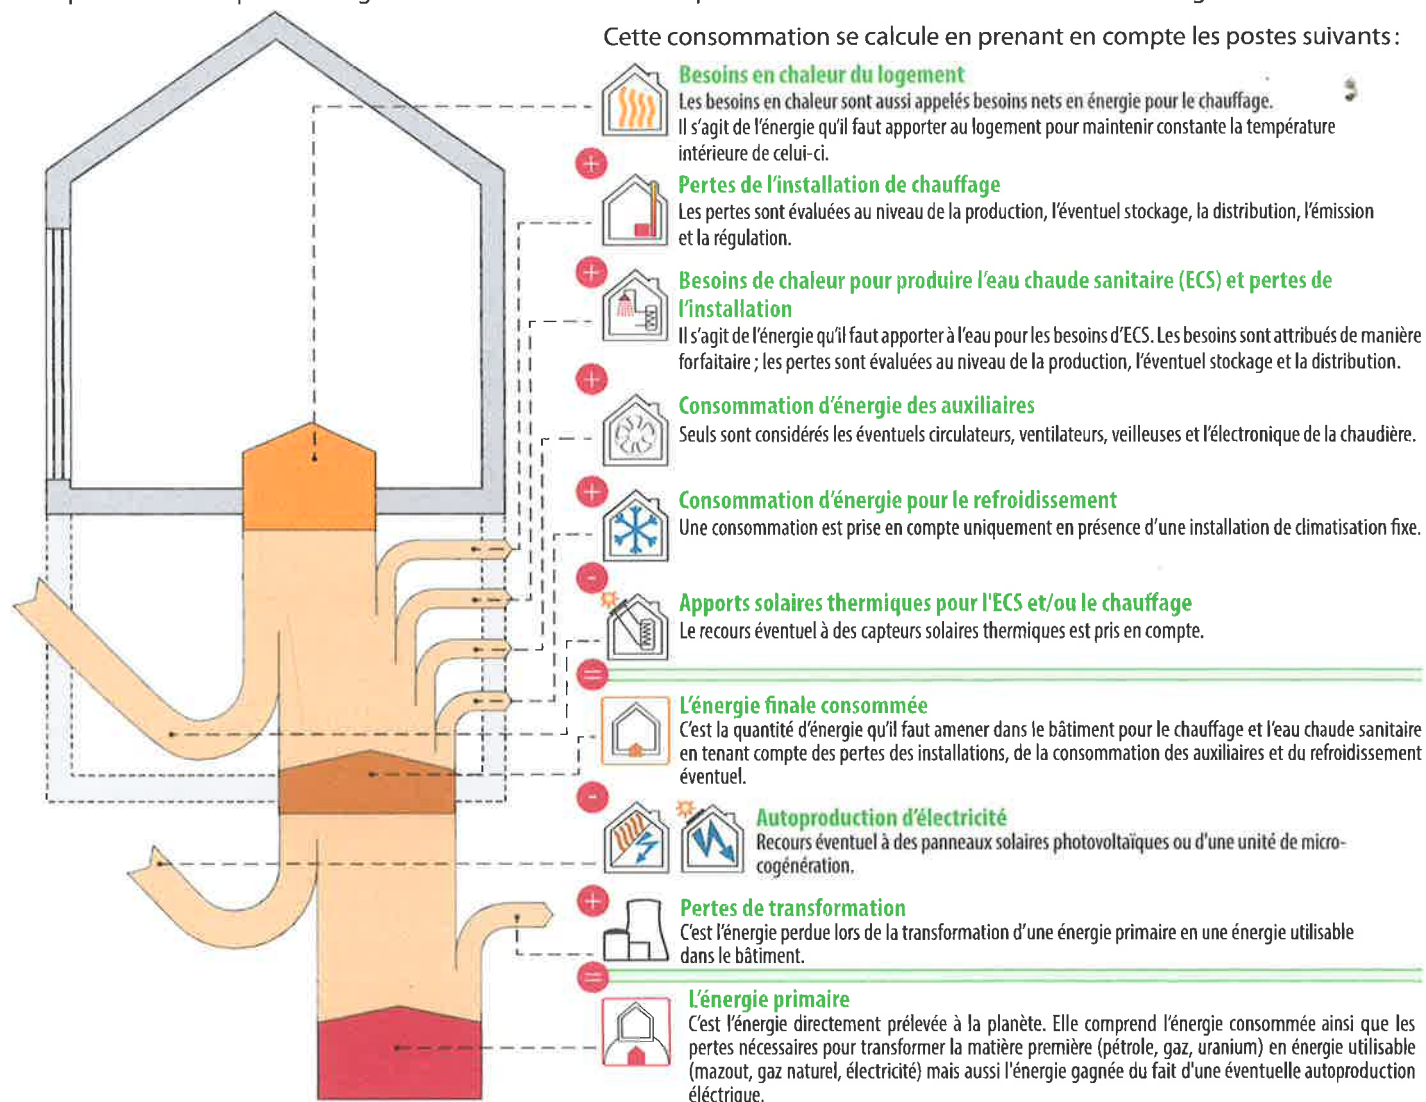 Cette consommation se calcule en prenant en compte les postes suivants :
Besoins en chaleur du logement
Les besoins en chaleur sont aussi appelés besoins nets en énergie pour le chauffage.
Il s'agit de l'énergie qu'il faut apporter au logement pour maintenir constante la température
intérieure de celui-ci.
+
Pertes de l'installation de chauffage
Les pertes sont évaluées au niveau de la production, l'éventuel stockage, la distribution, l'émission
et la régulation.
+
Besoins de chaleur pour produire l'eau chaude sanitaire (ECS) et pertes de
l'installation
Il s'agit de l'énergie qu'il faut apporter à l'eau pour les besoins d'ECS. Les besoins sont attribués de manière
forfaitaire ; les pertes sont évaluées au niveau de la production, l'éventuel stockage et la distribution.
+
Consommation d'énergie des auxiliaires
Seuls sont considérés les éventuels circulateurs, ventilateurs, veilleuses et l'électronique de la chaudière.
+
Consommation d'énergie pour le refroidissement
Une consommation est prise en compte uniquement en présence d'une installation de climatisation fixe.
-
Apports solaires thermiques pour l'ECS et/ou le chauffage
Le recours éventuel à des capteurs solaires thermiques est pris en compte.
=
L'énergie finale consommée
C'est la quantité d'énergie qu'il faut amener dans le bâtiment pour le chauffage et l'eau chaude sanitaire
en tenant compte des pertes des installations, de la consommation des auxiliaires et du refroidissement
éventuel.
-
Autoproduction d'électricité
Recours éventuel à des panneaux solaires photovoltaïques ou d'une unité de micro-
cogénération.
+
Pertes de transformation
C'est l'énergie perdue lors de la transformation d'une énergie primaire en une énergie utilisable
dans le bâtiment.
=
L'énergie primaire
C'est l'énergie directement prélevée à la planète. Elle comprend l'énergie consommée ainsi que les
pertes nécessaires pour transformer la matière première (pétrole, gaz, uranium) en énergie utilisable
(mazout, gaz naturel, électricité) mais aussi l'énergie gagnée du fait d'une éventuelle autoproduction
éléctrique.